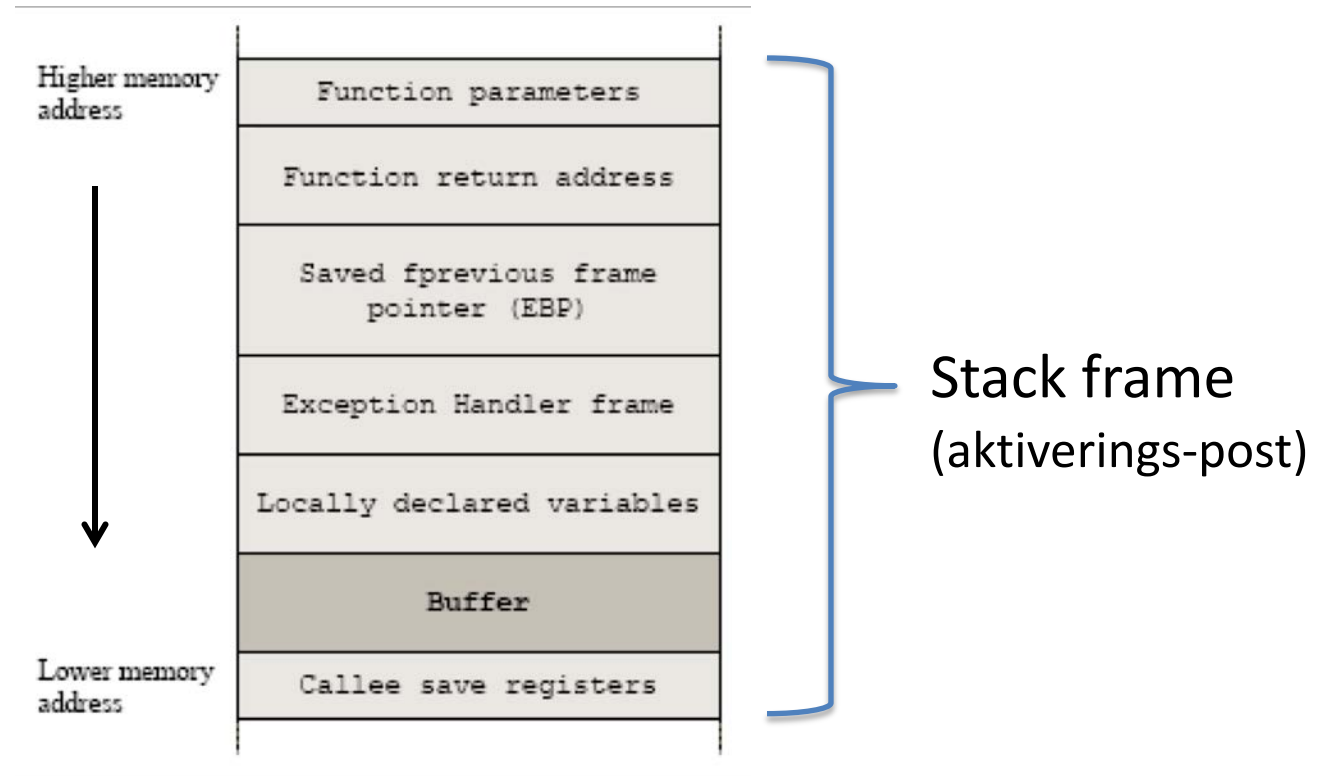 Higher memory
address
Function parameters
Function return address
Saved fprevious frame
pointer (EBP)
Exception Handler frame
Locally declared variables
Buffer
Lower memory
address
Callee save registers
Stack frame
(aktiverings-post)